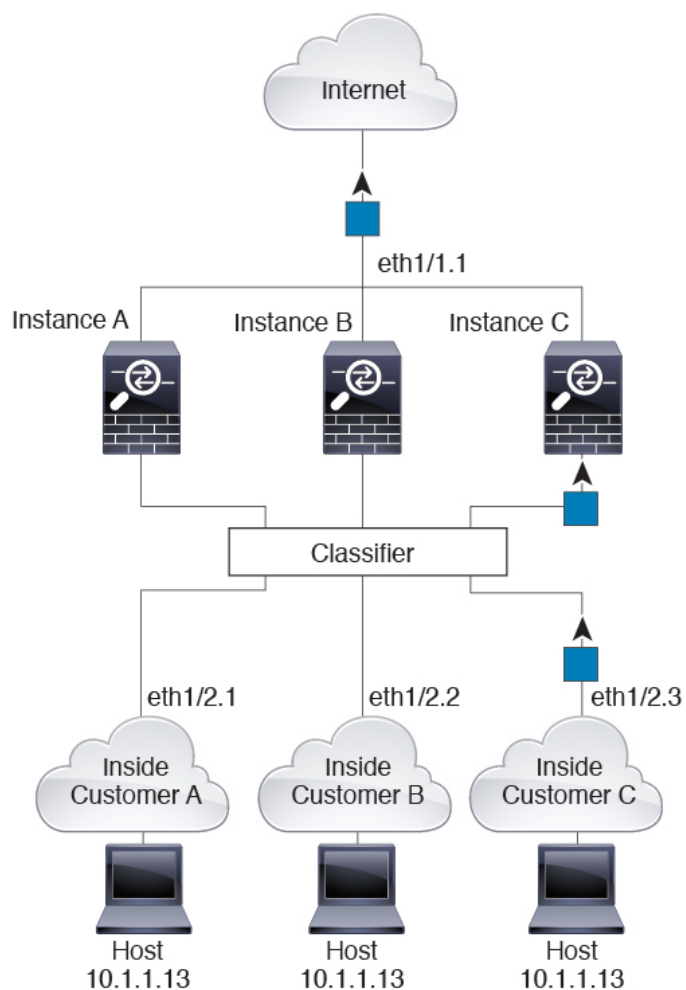 Internet
eth1/1.1
Instance A
Instance B
Instance C
Classifier
eth1/2.1
eth1/2.2
eth1/2.3
Inside
Customer A
Inside
Customer B
Inside
Customer C
Host
10.1.1.13
Host
10.1.1.13
Host
10.1.1.13